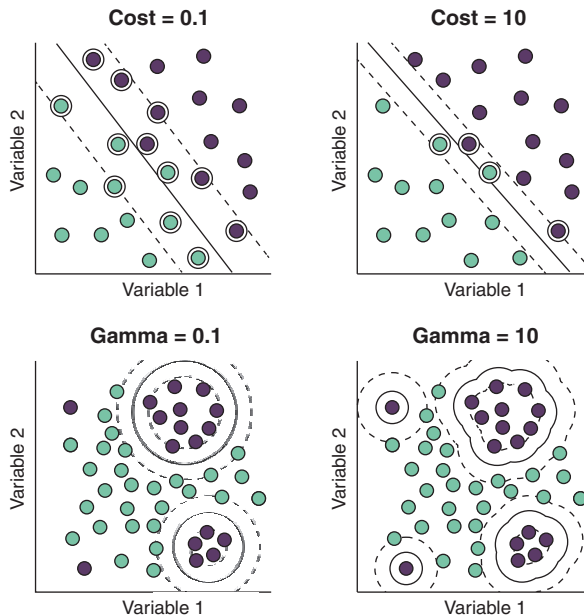 Cost = 0.1
Cost = 10
Variable 2
Variable 2
Variable 1
Variable 1
Gamma = 0.1
Gamma = 10
Variable 2
Variable 2
Variable 1
Variable 1